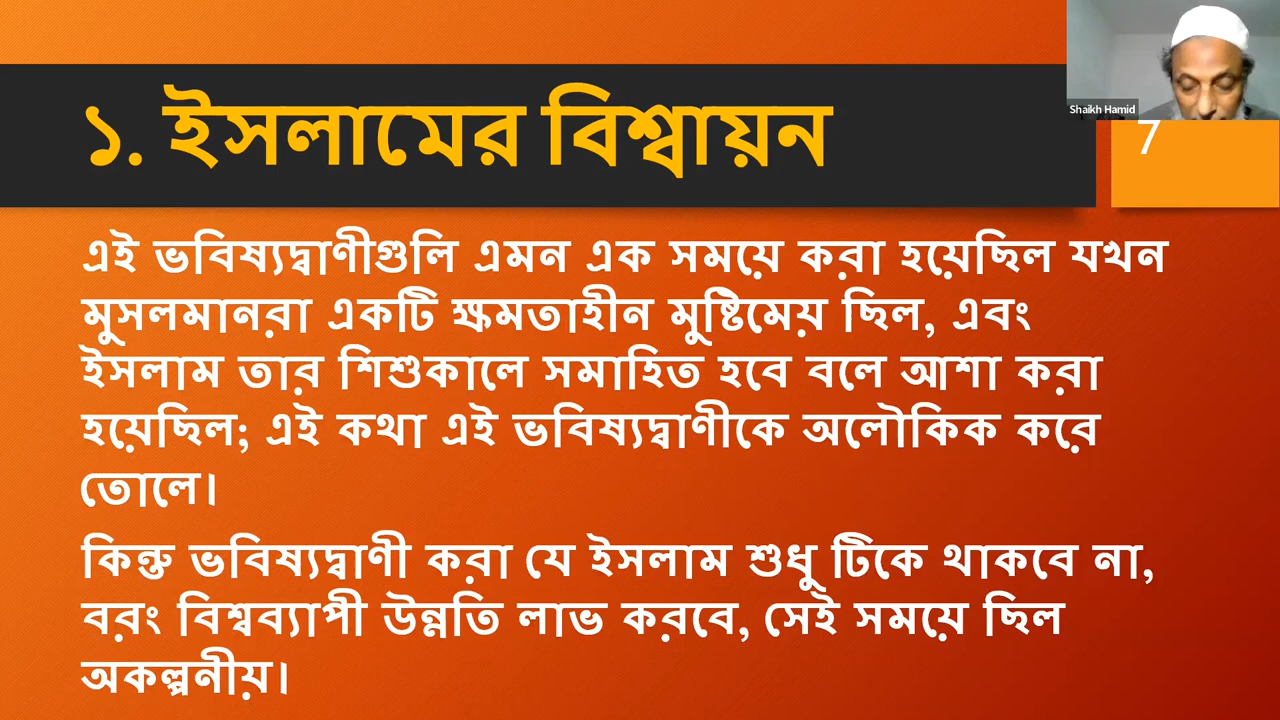 ১. ইসলামের বিশ্বায়ন
Shaikh Hamid
7
এই ভবিষ্যদ্বাণীগুলি এমন এক সময়ে করা হয়েছিল যখন
মুসলমানরা একটি ক্ষমতাহীন মুষ্টিমেয় ছিল, এবং
ইসলাম তার শিশুকালে সমাহিত হবে বলে আশা করা
হয়েছিল; এই কথা এই ভবিষ্যদ্বাণীকে অলৌকিক করে
তোলে।
কিন্তু ভবিষ্যদ্বাণী করা যে ইসলাম শুধু টিকে থাকবে না,
বরং বিশ্বব্যাপী উন্নতি লাভ করবে, সেই সময়ে ছিল
অকল্পনীয়।